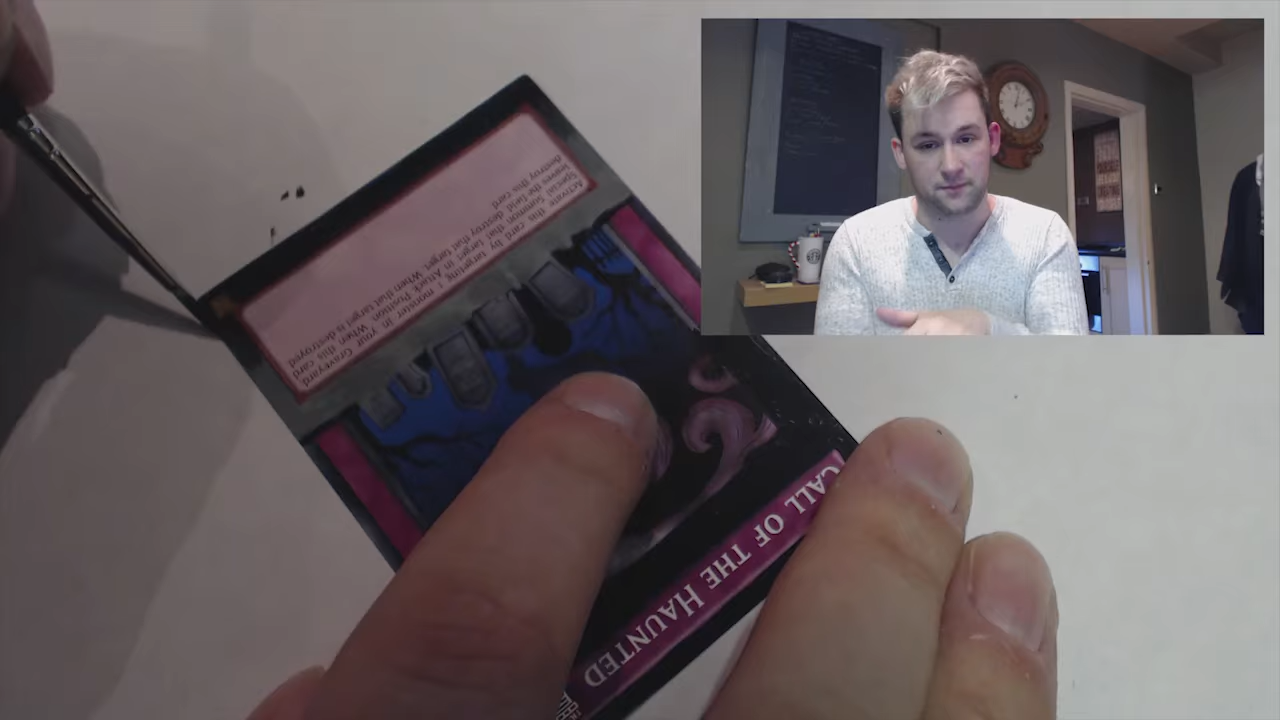 CALL OF THE HAUNTED
Activate this card by targeting 1 monster in your Graveyard;
Special Summon that target in Attack Position. When this card
leaves the field, destroy that target. When that target is destroyed,
destroy this card.